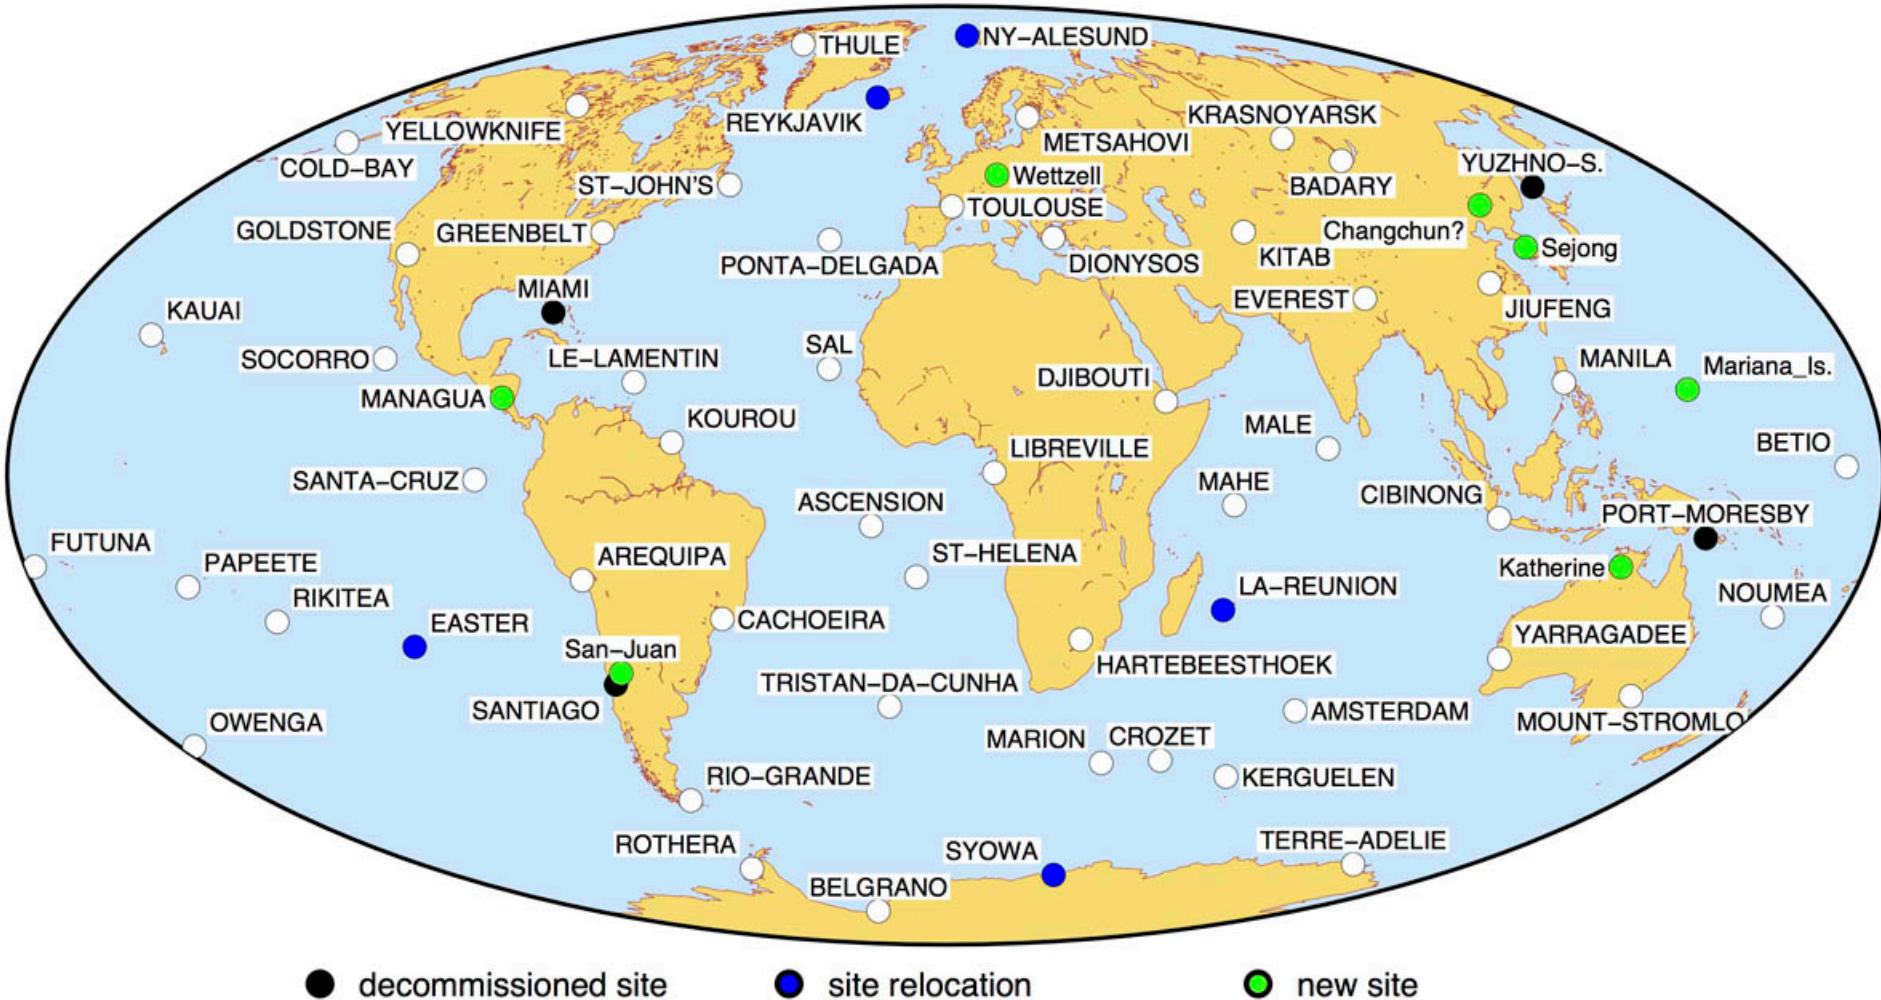 THULE
NY-ALESUND
REYKJAVIK
YELLOWKNIFE
COLD-BAY
METSAHOVI
KRASNOYARSK
BADARY
YUZHNO-S.
ST-JOHN'S
Wettzell
TOULOUSE
GOLDSTONE
GREENBELT
PONTA-DELGADA
DIONYSOS
KITAB
Changchun?
Sejong
MIAMI
EVEREST
JIUFENG
KAUAI
SOCORRO
LE-LAMENTIN
SAL
MANILA
Mariana_Is.
DJIBOUTI
MANAGUA
KOUROU
MALE
BETIO
LIBREVILLE
SANTA-CRUZ
MAHE
CIBINONG
ASCENSION
PORT-MORESBY
FUTUNA
PAPEETE
AREQUIPA
ST-HELENA
Katherine
RIKITEA
LA-REUNION
NOUMEA
EASTER
CACHOEIRA
YARRAGADEE
San-Juan
HARTEBEESTHOEK
TRISTAN-DA-CUNHA
SANTIAGO
AMSTERDAM
OWENGA
MOUNT-STROMLO
MARION
CROZET
RIO-GRANDE
KERGUELEN
ROTHERA
SYOWA
TERRE-ADELIE
BELGRANO
decommissioned site
site relocation
new site